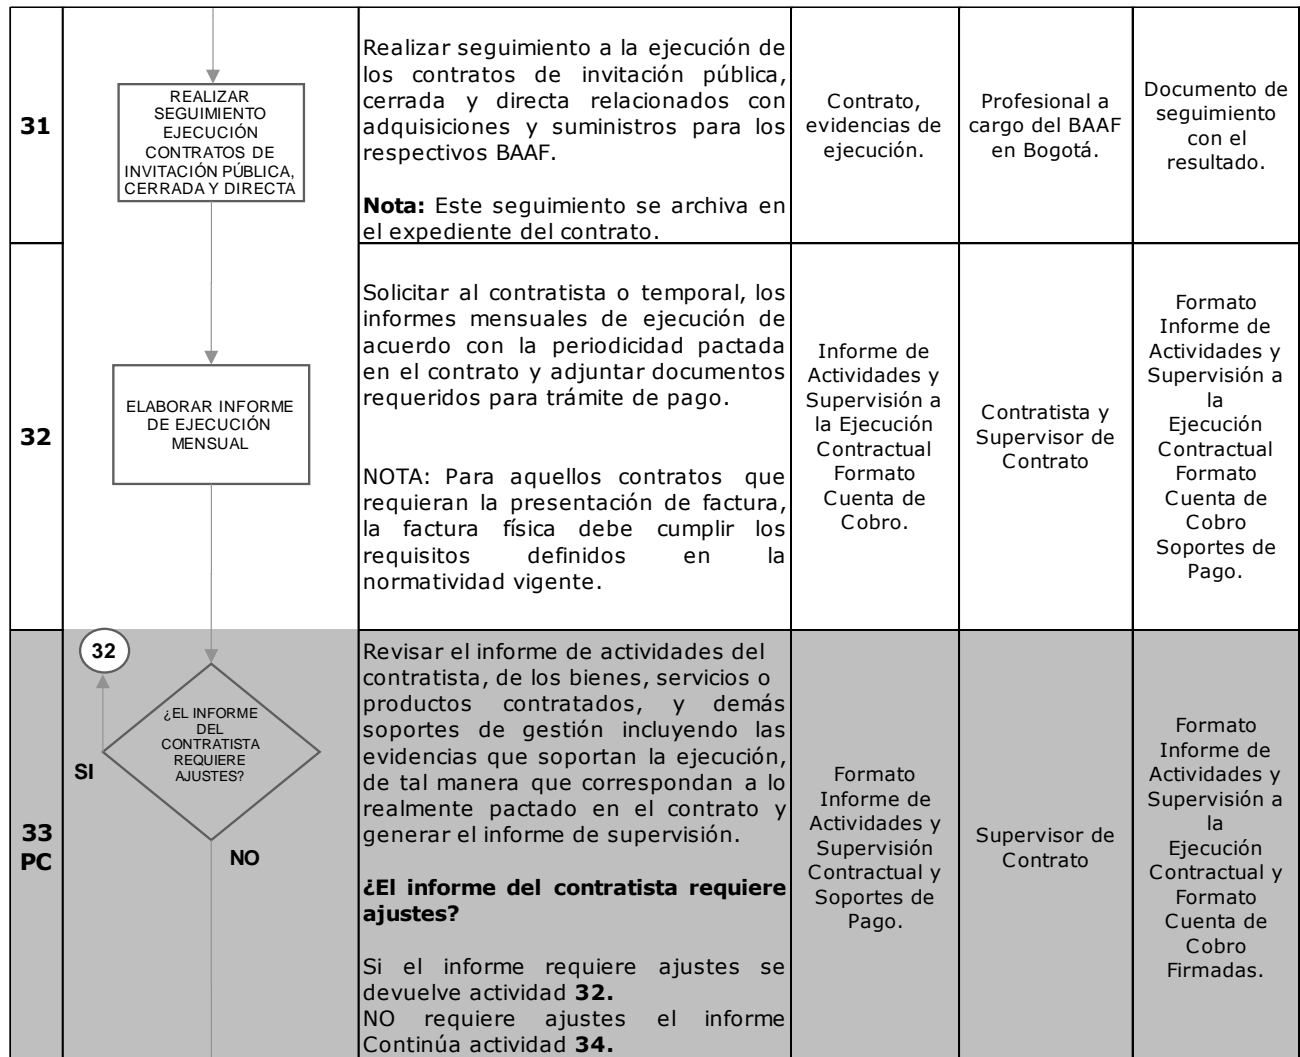 31
REALIZAR
SEGUIMIENTO
EJECUCIÓN
CONTRATOS DE
INVITACIÓN PÚBLICA,
CERRADA Y DIRECTA
Realizar seguimiento a la ejecución de
los contratos de invitación pública,
cerrada y directa relacionados con
adquisiciones y suministros para los
respectivos BAAF.
Nota: Este seguimiento se archiva en
el expediente del contrato.
Contrato,
evidencias de
ejecución.
Profesional a
cargo del BAAF
en Bogotá.
Documento de
seguimiento
con el
resultado.
32
ELABORAR INFORME
DE EJECUCIÓN
MENSUAL
Solicitar al contratista o temporal, los
informes mensuales de ejecución de
acuerdo con la periodicidad pactada
en el contrato y adjuntar documentos
requeridos para trámite de pago.
NOTA: Para aquellos contratos que
requieran la presentación de factura,
la factura física debe cumplir los
requisitos definidos en la
normatividad vigente.
Informe de
Actividades y
Supervisión a
la Ejecución
Contractual
Formato
Cuenta de
Cobro.
Contratista y
Supervisor de
Contrato
Formato
Informe de
Actividades y
Supervisión a
la
Ejecución
Contractual
Formato
Cuenta de
Cobro
Soportes de
Pago.
33
PC
32
¿EL INFORME
DEL
CONTRATISTA
REQUIERE
AJUSTES?
SI
NO
Revisar el informe de actividades del
contratista, de los bienes, servicios o
productos contratados, y demás
soportes de gestión incluyendo las
evidencias que soportan la ejecución,
de tal manera que correspondan a lo
realmente pactado en el contrato y
generar el informe de supervisión.
¿El informe del contratista requiere
ajustes?
Si el informe requiere ajustes se
devuelve actividad 32.
NO requiere ajustes el informe
Continúa actividad 34.
Formato
Informe de
Actividades y
Supervisión
Contractual y
Soportes de
Pago.
Supervisor de
Contrato
Formato
Informe de
Actividades y
Supervisión a
la
Ejecución
Contractual y
Formato
Cuenta de
Cobro
Firmadas.